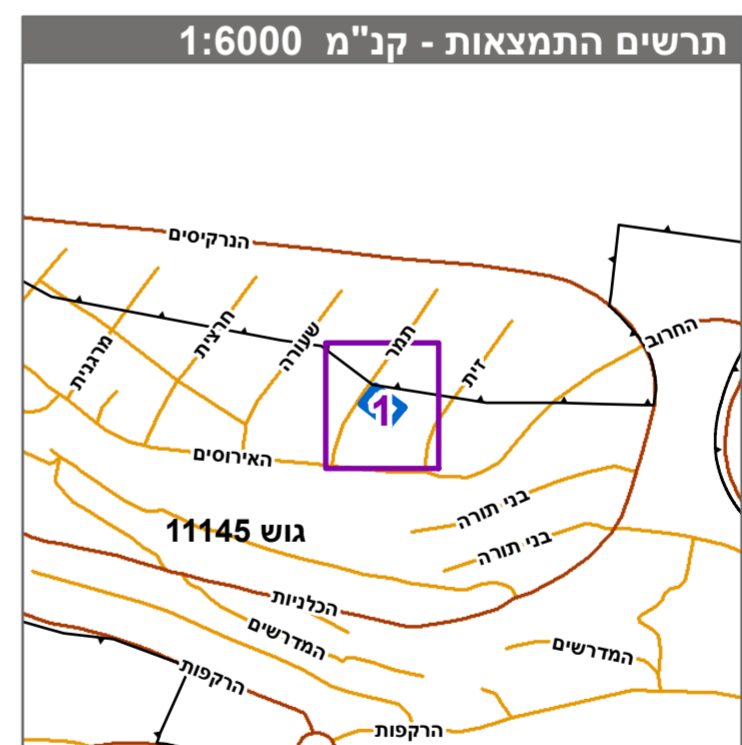 תרשים התמצאות - קנ"מ 1:6000
הנרקיסים
החרוב
מרגנית
חרצית
שעורה
תמר
זית
1
האירוסים
בני תורה
גוש 11145
בני תורה
הכלניות
המדרשים
המדרשים
הרקפות
הרקפות